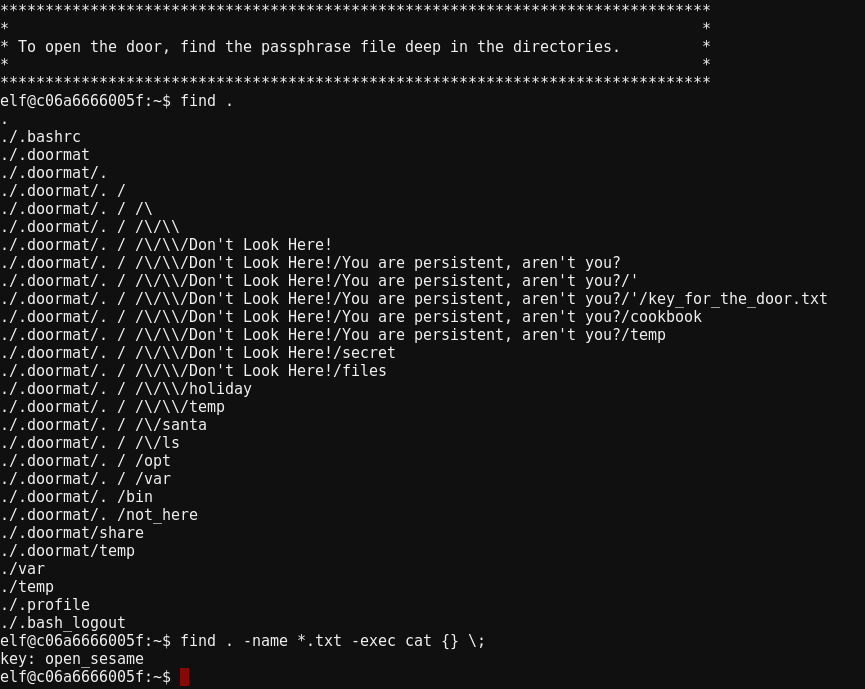 *******************************************************************************
*                                                                             *
* To open the door, find the passphrase file deep in the directories.         *
*                                                                             *
*******************************************************************************
elf@c06a6666005f:~$ find .
.
./.bashrc
./.doormat
./.doormat/. 
./.doormat/. / 
./.doormat/. / /\
./.doormat/. / /\/\\
./.doormat/. / /\/\\/Don't Look Here!
./.doormat/. / /\/\\/Don't Look Here!/You are persistent, aren't you?
./.doormat/. / /\/\\/Don't Look Here!/You are persistent, aren't you?/'
./.doormat/. / /\/\\/Don't Look Here!/You are persistent, aren't you?/'/key_for_the_door.txt
./.doormat/. / /\/\\/Don't Look Here!/You are persistent, aren't you?/cookbook
./.doormat/. / /\/\\/Don't Look Here!/You are persistent, aren't you?/temp
./.doormat/. / /\/\\/Don't Look Here!/secret
./.doormat/. / /\/\\/Don't Look Here!/files
./.doormat/. / /\/\\/holiday
./.doormat/. / /\/\\/temp
./.doormat/. / /\/santa
./.doormat/. / /\/ls
./.doormat/. / /opt
./.doormat/. / /var
./.doormat/. /bin
./.doormat/. /not_here
./.doormat/share
./.doormat/temp
./var
./temp
./.profile
./.bash_logout
elf@c06a6666005f:~$ find . -name *.txt -exec cat {} \;
key: open_sesame
elf@c06a6666005f:~$